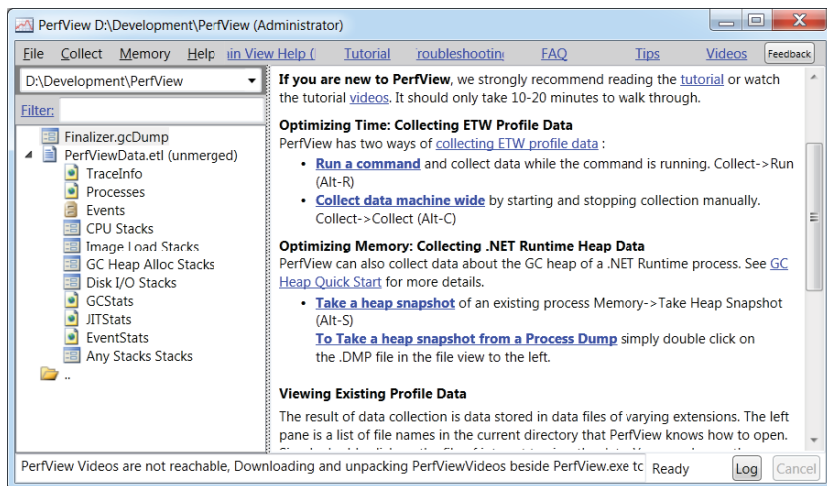 PerfView D:\Development\PerfView (Administrator)
File Collect Memory Help in View Help ( Tutorial roubleshootin FAQ Tips Videos Feedback
D:\Development\PerfView
Filter:
Finalizer.gcDump
PerfViewData.etl (unmerged)
TraceInfo
Processes
Events
CPU Stacks
Image Load Stacks
GC Heap Alloc Stacks
Disk I/O Stacks
GCStats
JITStats
EventStats
Any Stacks Stacks
..
If you are new to PerfView, we strongly recommend reading the tutorial or watch
the tutorial videos. It should only take 10-20 minutes to walk through.
Optimizing Time: Collecting ETW Profile Data
PerfView has two ways of collecting ETW profile data :
• Run a command and collect data while the command is running. Collect->Run
(Alt-R)
• Collect data machine wide by starting and stopping collection manually.
Collect->Collect (Alt-C)
Optimizing Memory: Collecting .NET Runtime Heap Data
PerfView can also collect data about the GC heap of a .NET Runtime process. See GC
Heap Quick Start for more details.
• Take a heap snapshot of an existing process Memory->Take Heap Snapshot
(Alt-S)
To Take a heap snapshot from a Process Dump simply double click on
the .DMP file in the file view to the left.
Viewing Existing Profile Data
The result of data collection is data stored in data files of varying extensions. The left
pane is a list of file names in the current directory that PerfView knows how to open.
PerfView Videos are not reachable, Downloading and unpacking PerfViewVideos beside PerfView.exe tc Ready Log Cancel